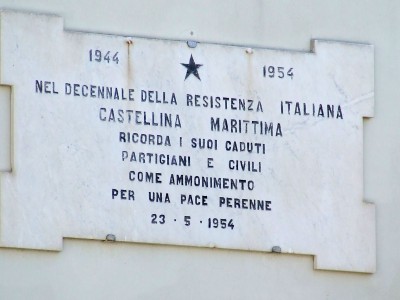 1944 ★ 1954
NEL DECENNALE DELLA RESISTENZA ITALIANA
CASTELLINA MARITTIMA
RICORDA I SUOI CADUTI
PARTIGIANI E CIVILI
COME AMMONIMENTO
PER UNA PACE PERENNE
23 · 5 · 1954